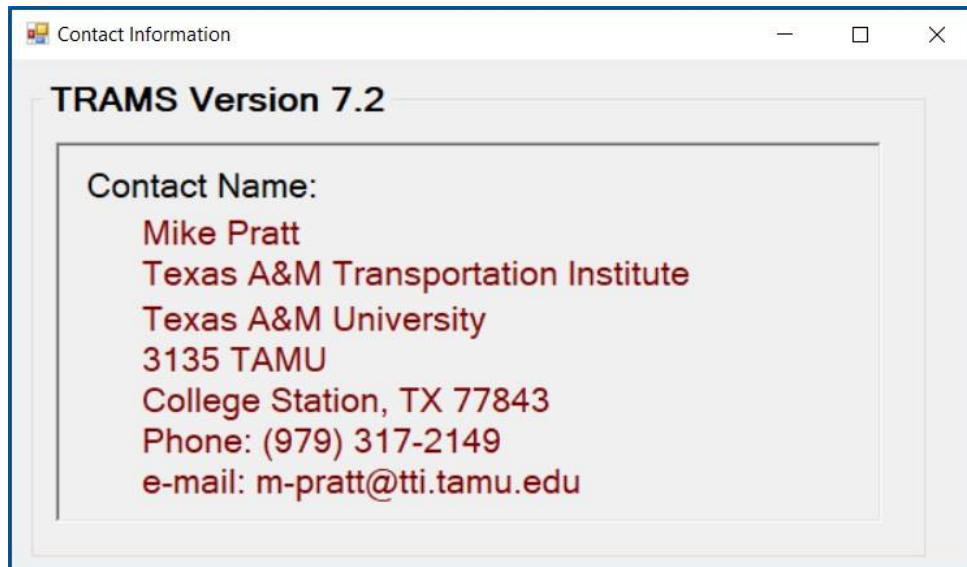 Contact Information
TRAMS Version 7.2
Contact Name:
Mike Pratt
Texas A&M Transportation Institute
Texas A&M University
3135 TAMU
College Station, TX 77843
Phone: (979) 317-2149
e-mail: m-pratt@tti.tamu.edu